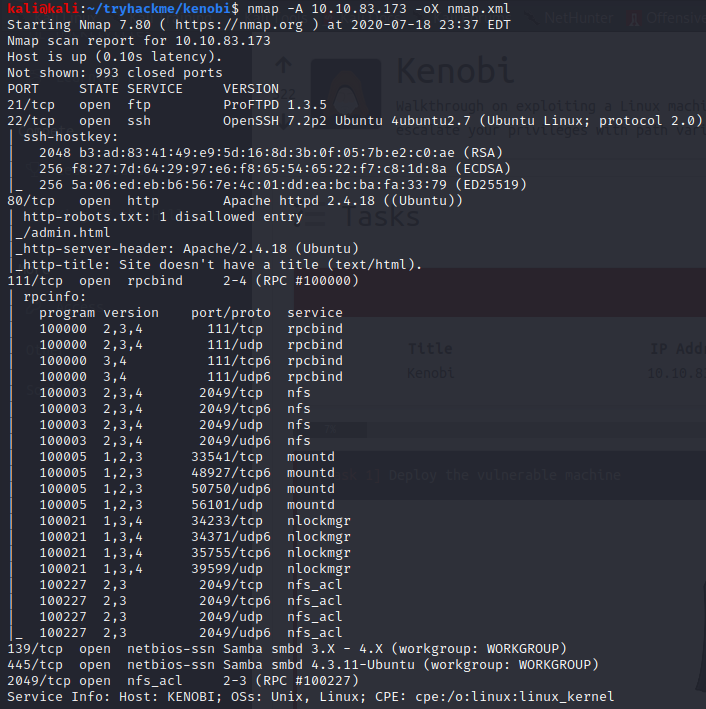 kali@kali:~/tryhackme/kenobi$ nmap -A 10.10.83.173 -oX nmap.xml
Starting Nmap 7.80 ( https://nmap.org ) at 2020-07-18 23:37 EDT
Nmap scan report for 10.10.83.173
Host is up (0.10s latency).
Not shown: 993 closed ports
PORT     STATE SERVICE     VERSION
21/tcp   open  ftp         ProFTPD 1.3.5
22/tcp   open  ssh         OpenSSH 7.2p2 Ubuntu 4ubuntu2.7 (Ubuntu Linux; protocol 2.0)
| ssh-hostkey:
|   2048 b3:ad:83:41:49:e9:5d:16:8d:3b:0f:05:7b:e2:c0:ae (RSA)
|   256 f8:27:7d:64:29:97:e6:f8:65:54:65:22:f7:c8:1d:8a (ECDSA)
|_  256 5a:06:ed:eb:b6:56:7e:4c:01:dd:ea:bc:ba:fa:33:79 (ED25519)
80/tcp   open  http        Apache httpd 2.4.18 ((Ubuntu))
| http-robots.txt: 1 disallowed entry
|_/admin.html
|_http-server-header: Apache/2.4.18 (Ubuntu)
|_http-title: Site doesn't have a title (text/html).
111/tcp  open  rpcbind     2-4 (RPC #100000)
| rpcinfo:
|   program version    port/proto  service
|   100000  2,3,4        111/tcp   rpcbind
|   100000  2,3,4        111/udp   rpcbind
|   100000  3,4          111/tcp6  rpcbind
|   100000  3,4          111/udp6  rpcbind
|   100003  2,3,4       2049/tcp   nfs
|   100003  2,3,4       2049/tcp6  nfs
|   100003  2,3,4       2049/udp   nfs
|   100003  2,3,4       2049/udp6  nfs
|   100005  1,2,3      33541/tcp   mountd
|   100005  1,2,3      48927/tcp6  mountd
|   100005  1,2,3      50750/udp6  mountd
|   100005  1,2,3      56101/udp   mountd
|   100021  1,3,4      34233/tcp   nlockmgr
|   100021  1,3,4      34371/udp6  nlockmgr
|   100021  1,3,4      35755/tcp6  nlockmgr
|   100021  1,3,4      39599/udp   nlockmgr
|   100227  2,3         2049/tcp   nfs_acl
|   100227  2,3         2049/tcp6  nfs_acl
|   100227  2,3         2049/udp   nfs_acl
|_  100227  2,3         2049/udp6  nfs_acl
139/tcp  open  netbios-ssn Samba smbd 3.X - 4.X (workgroup: WORKGROUP)
445/tcp  open  netbios-ssn Samba smbd 4.3.11-Ubuntu (workgroup: WORKGROUP)
2049/tcp open  nfs_acl     2-3 (RPC #100227)
Service Info: Host: KENOBI; OSs: Unix, Linux; CPE: cpe:/o:linux:linux_kernel
NetHunter
Kenobi
Walkthrough on exploiting a Linux
escalate your privileges with path
Tasks
Title
Kenobi
Deploy the vulnerable machine